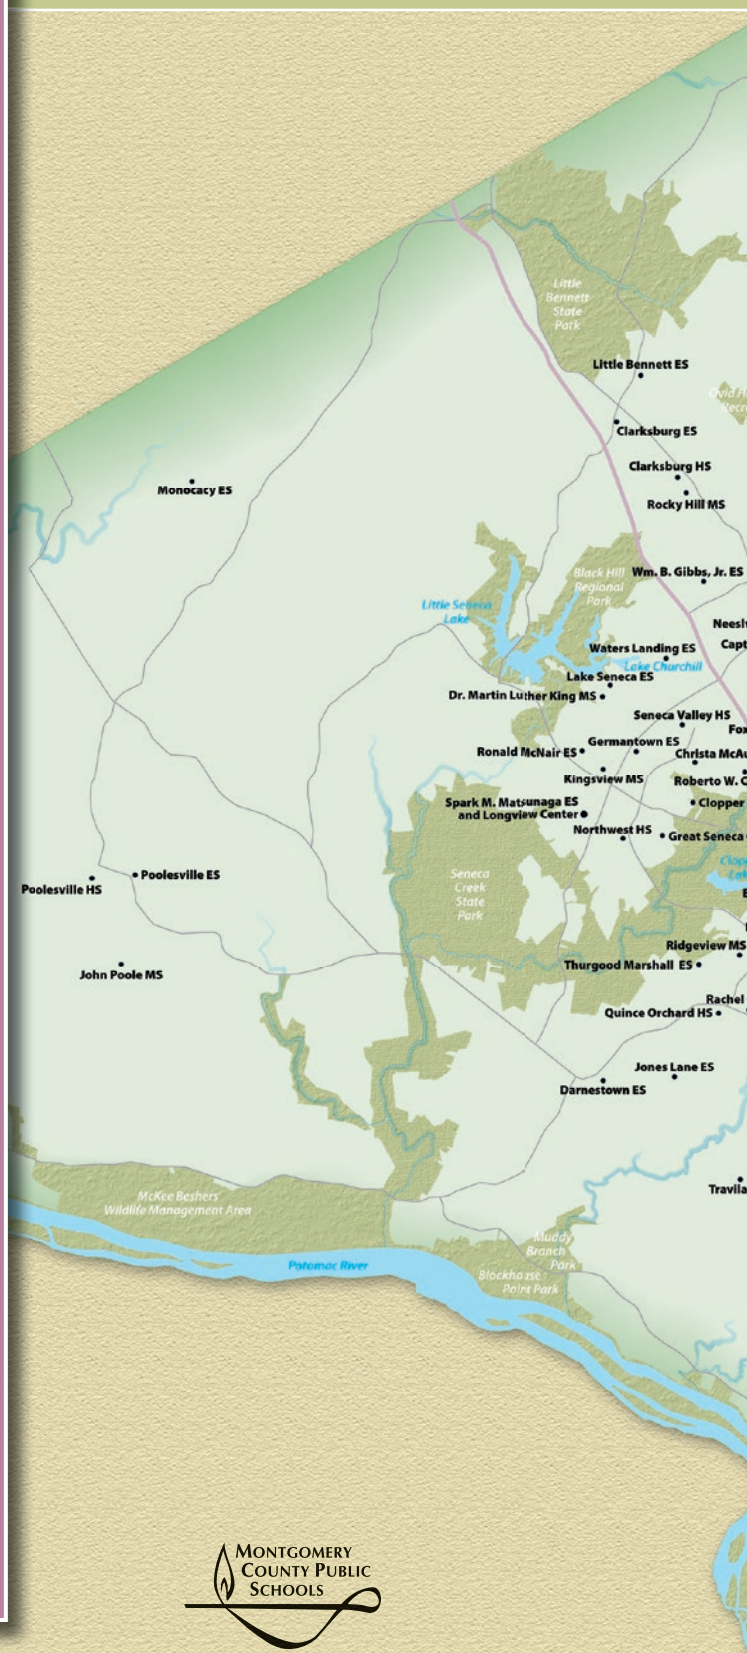 Little
Bennett
State
Park
Little Bennett ES
Clarksburg ES
Clarksburg HS
Rocky Hill MS
Monocacy ES
Black Hill
Regional
Park
Wm. B. Gibbs, Jr. ES
Little Seneca
Lake
Waters Landing ES
Lake Churchill
Lake Seneca ES
Dr. Martin Luther King MS
Seneca Valley HS
Germantown ES
Ronald McNair ES
Kingsview MS
Roberto W.
Spark M. Matsunaga ES
and Longview Center
Clopper
Northwest HS
Great Seneca
Seneca
Creek
State
Park
Poolesville ES
Poolesville HS
Ridgeview MS
Thurgood Marshall ES
John Poole MS
Rachel
Quince Orchard HS
Jones Lane ES
Darnestown ES
McKee Beshers
Wildlife Management Area
Muddy
Branch
Park
Potomac River
Blockhouse
Point Park
MONTGOMERY
COUNTY PUBLIC
SCHOOLS